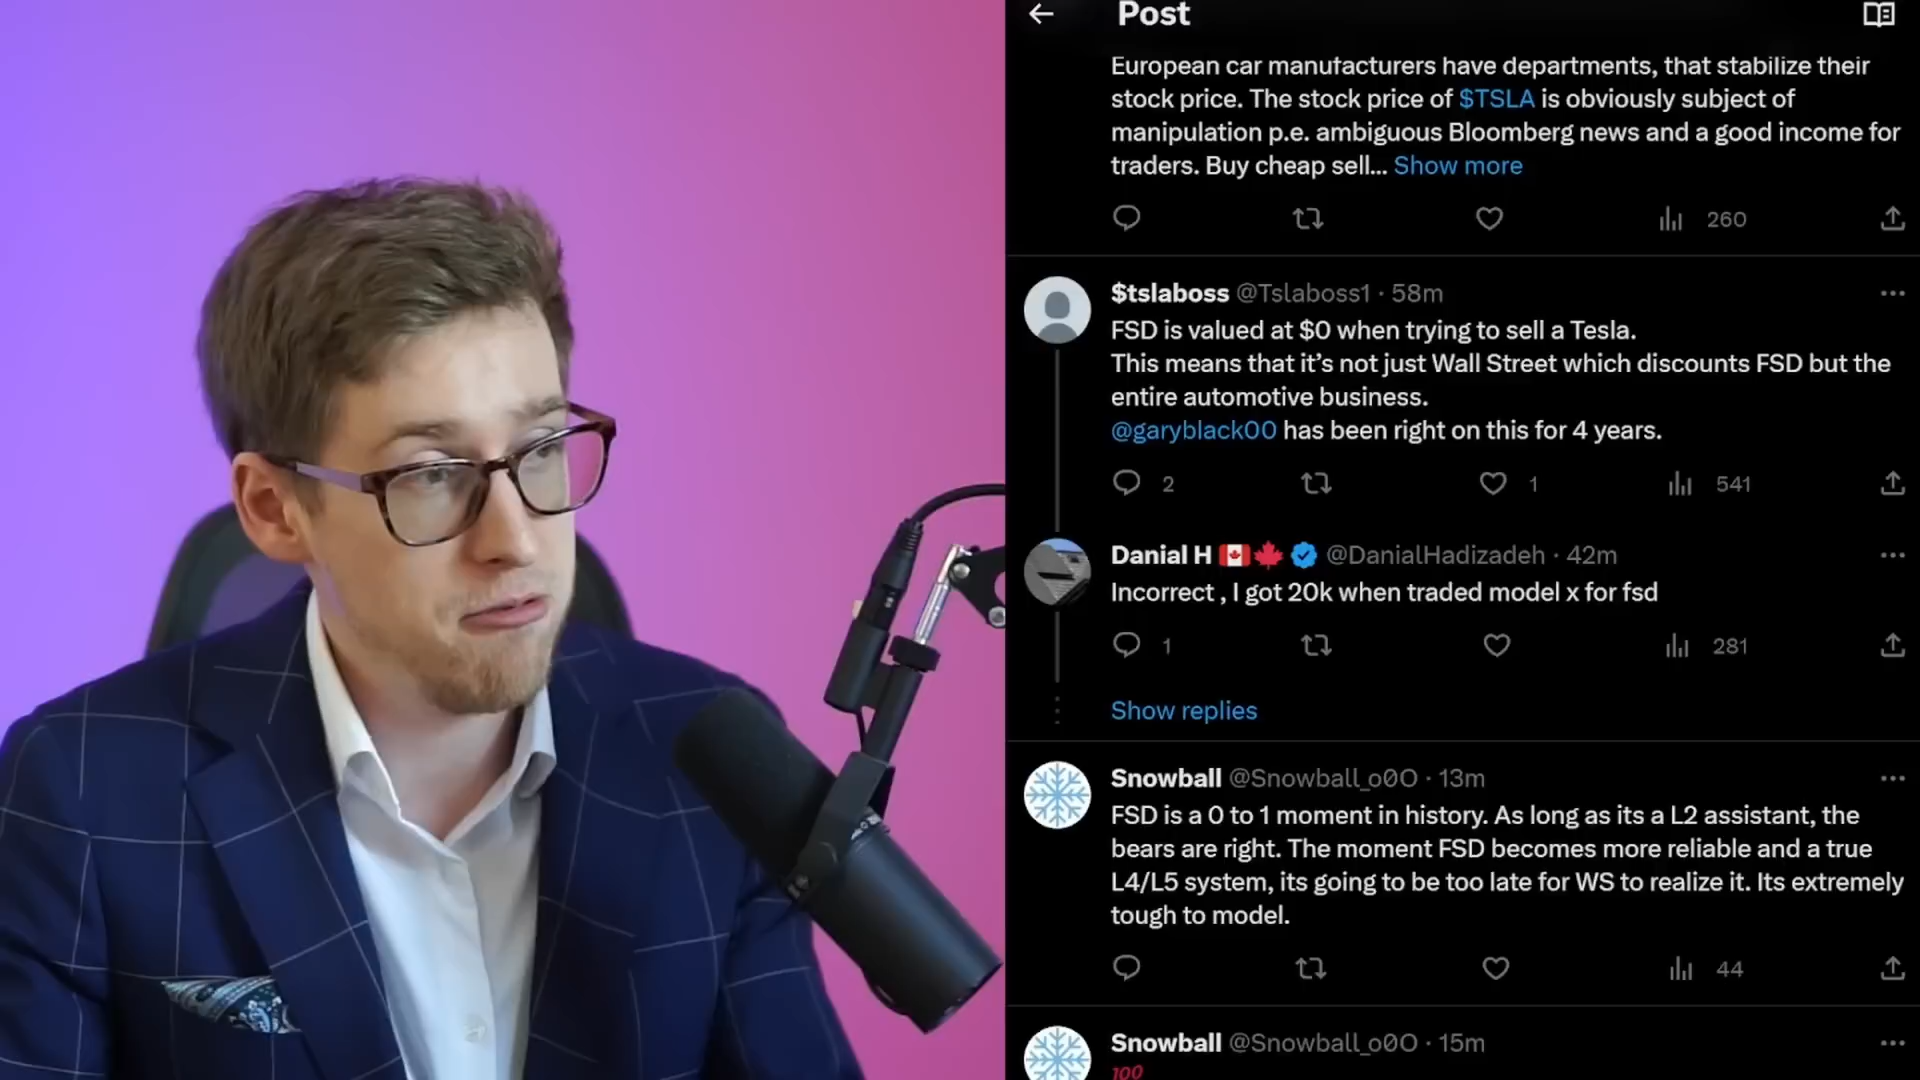 Post
European car manufacturers have departments, that stabilize their
stock price. The stock price of $TSLA is obviously subject of
manipulation p.e. ambiguous Bloomberg news and a good income for
traders. Buy cheap sell... Show more
260
$tslaboss @Tslaboss1 · 58m
FSD is valued at $0 when trying to sell a Tesla.
This means that it's not just Wall Street which discounts FSD but the
entire automotive business.
@garyblack00 has been right on this for 4 years.
2 1 541
Danial H 🇨🇦🍁 @DanialHadizadeh · 42m
Incorrect , I got 20k when traded model x for fsd
1 281
Show replies
Snowball @Snowball_o0O · 13m
FSD is a 0 to 1 moment in history. As long as its a L2 assistant, the
bears are right. The moment FSD becomes more reliable and a true
L4/L5 system, its going to be too late for WS to realize it. Its extremely
tough to model.
44
Snowball @Snowball_o0O · 15m
💯